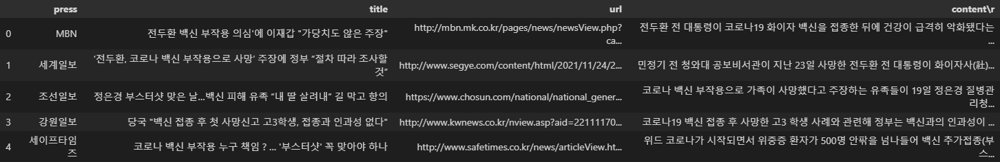 press title url content\r
0 MBN 전두환 백신 부작용 의심'에 이재갑 "가당치도 않은 주장" http://mbn.mk.co.kr/pages/news/newsView.php?ca... 전두환 전 대통령이 코로나19 화이자 백신을 접종한 뒤에 건강이 급격히 악화됐다는 ...
1 세계일보 ‘전두환, 코로나 백신 부작용으로 사망’ 주장에 정부 “절차 따라 조사할 것” http://www.segye.com/content/html/2021/11/24/2... 민정기 전 청와대 공보비서관이 지난 23일 사망한 전두환 전 대통령이 화이자사(社)...
2 조선일보 정은경 부스터샷 맞은 날…백신 피해 유족 “내 딸 살려내” 길 막고 항의 https://www.chosun.com/national/national_gener... 코로나 백신 부작용으로 가족이 사망했다고 주장하는 유족들이 19일 정은경 질병관리청...
3 강원일보 당국 "백신 접종 후 첫 사망신고 고3학생, 접종과 인과성 없다" http://www.kwnews.co.kr/nview.asp?aid=22111170... 코로나19 백신 접종 후 사망한 고3 학생 사례와 관련해 정부는 백신과의 인과성이 ...
4 세이프타임즈 코로나 백신 부작용 누구 책임 ? ... '부스터샷' 꼭 맞아야 하나 http://www.safetimes.co.kr/news/articleView.ht... 위드 코로나가 시작되면서 위중증 환자가 500명 안팎을 넘나들어 백신 추가접종(부스...